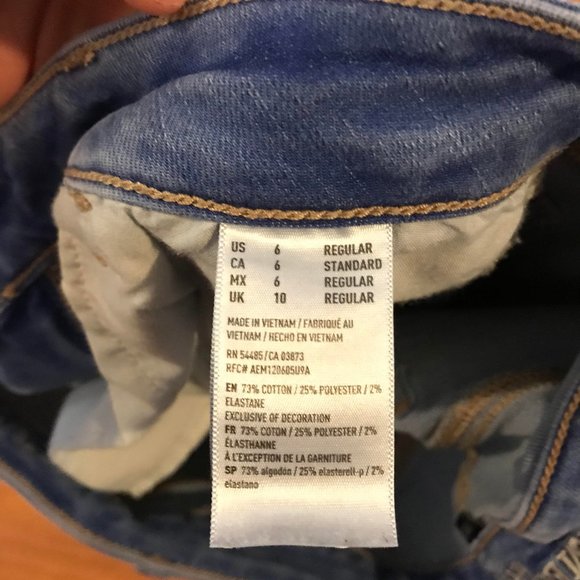 US 6 REGULAR
CA 6 STANDARD
MX 6 REGULAR
UK 10 REGULAR
MADE IN VIETNAM / FABRIQUÉ AU
VIETNAM / HECHO EN VIETNAM
RN 54485 / CA 03873
RFC# AEM120605U9A
EN 73% COTTON / 25% POLYESTER / 2%
ELASTANE
EXCLUSIVE OF DECORATION
FR 73% COTON / 25% POLYESTER / 2%
ÉLASTHANNE
À L'EXCEPTION DE LA GARNITURE
SP 73% algodón / 25% elasterell-p / 2%
elastano